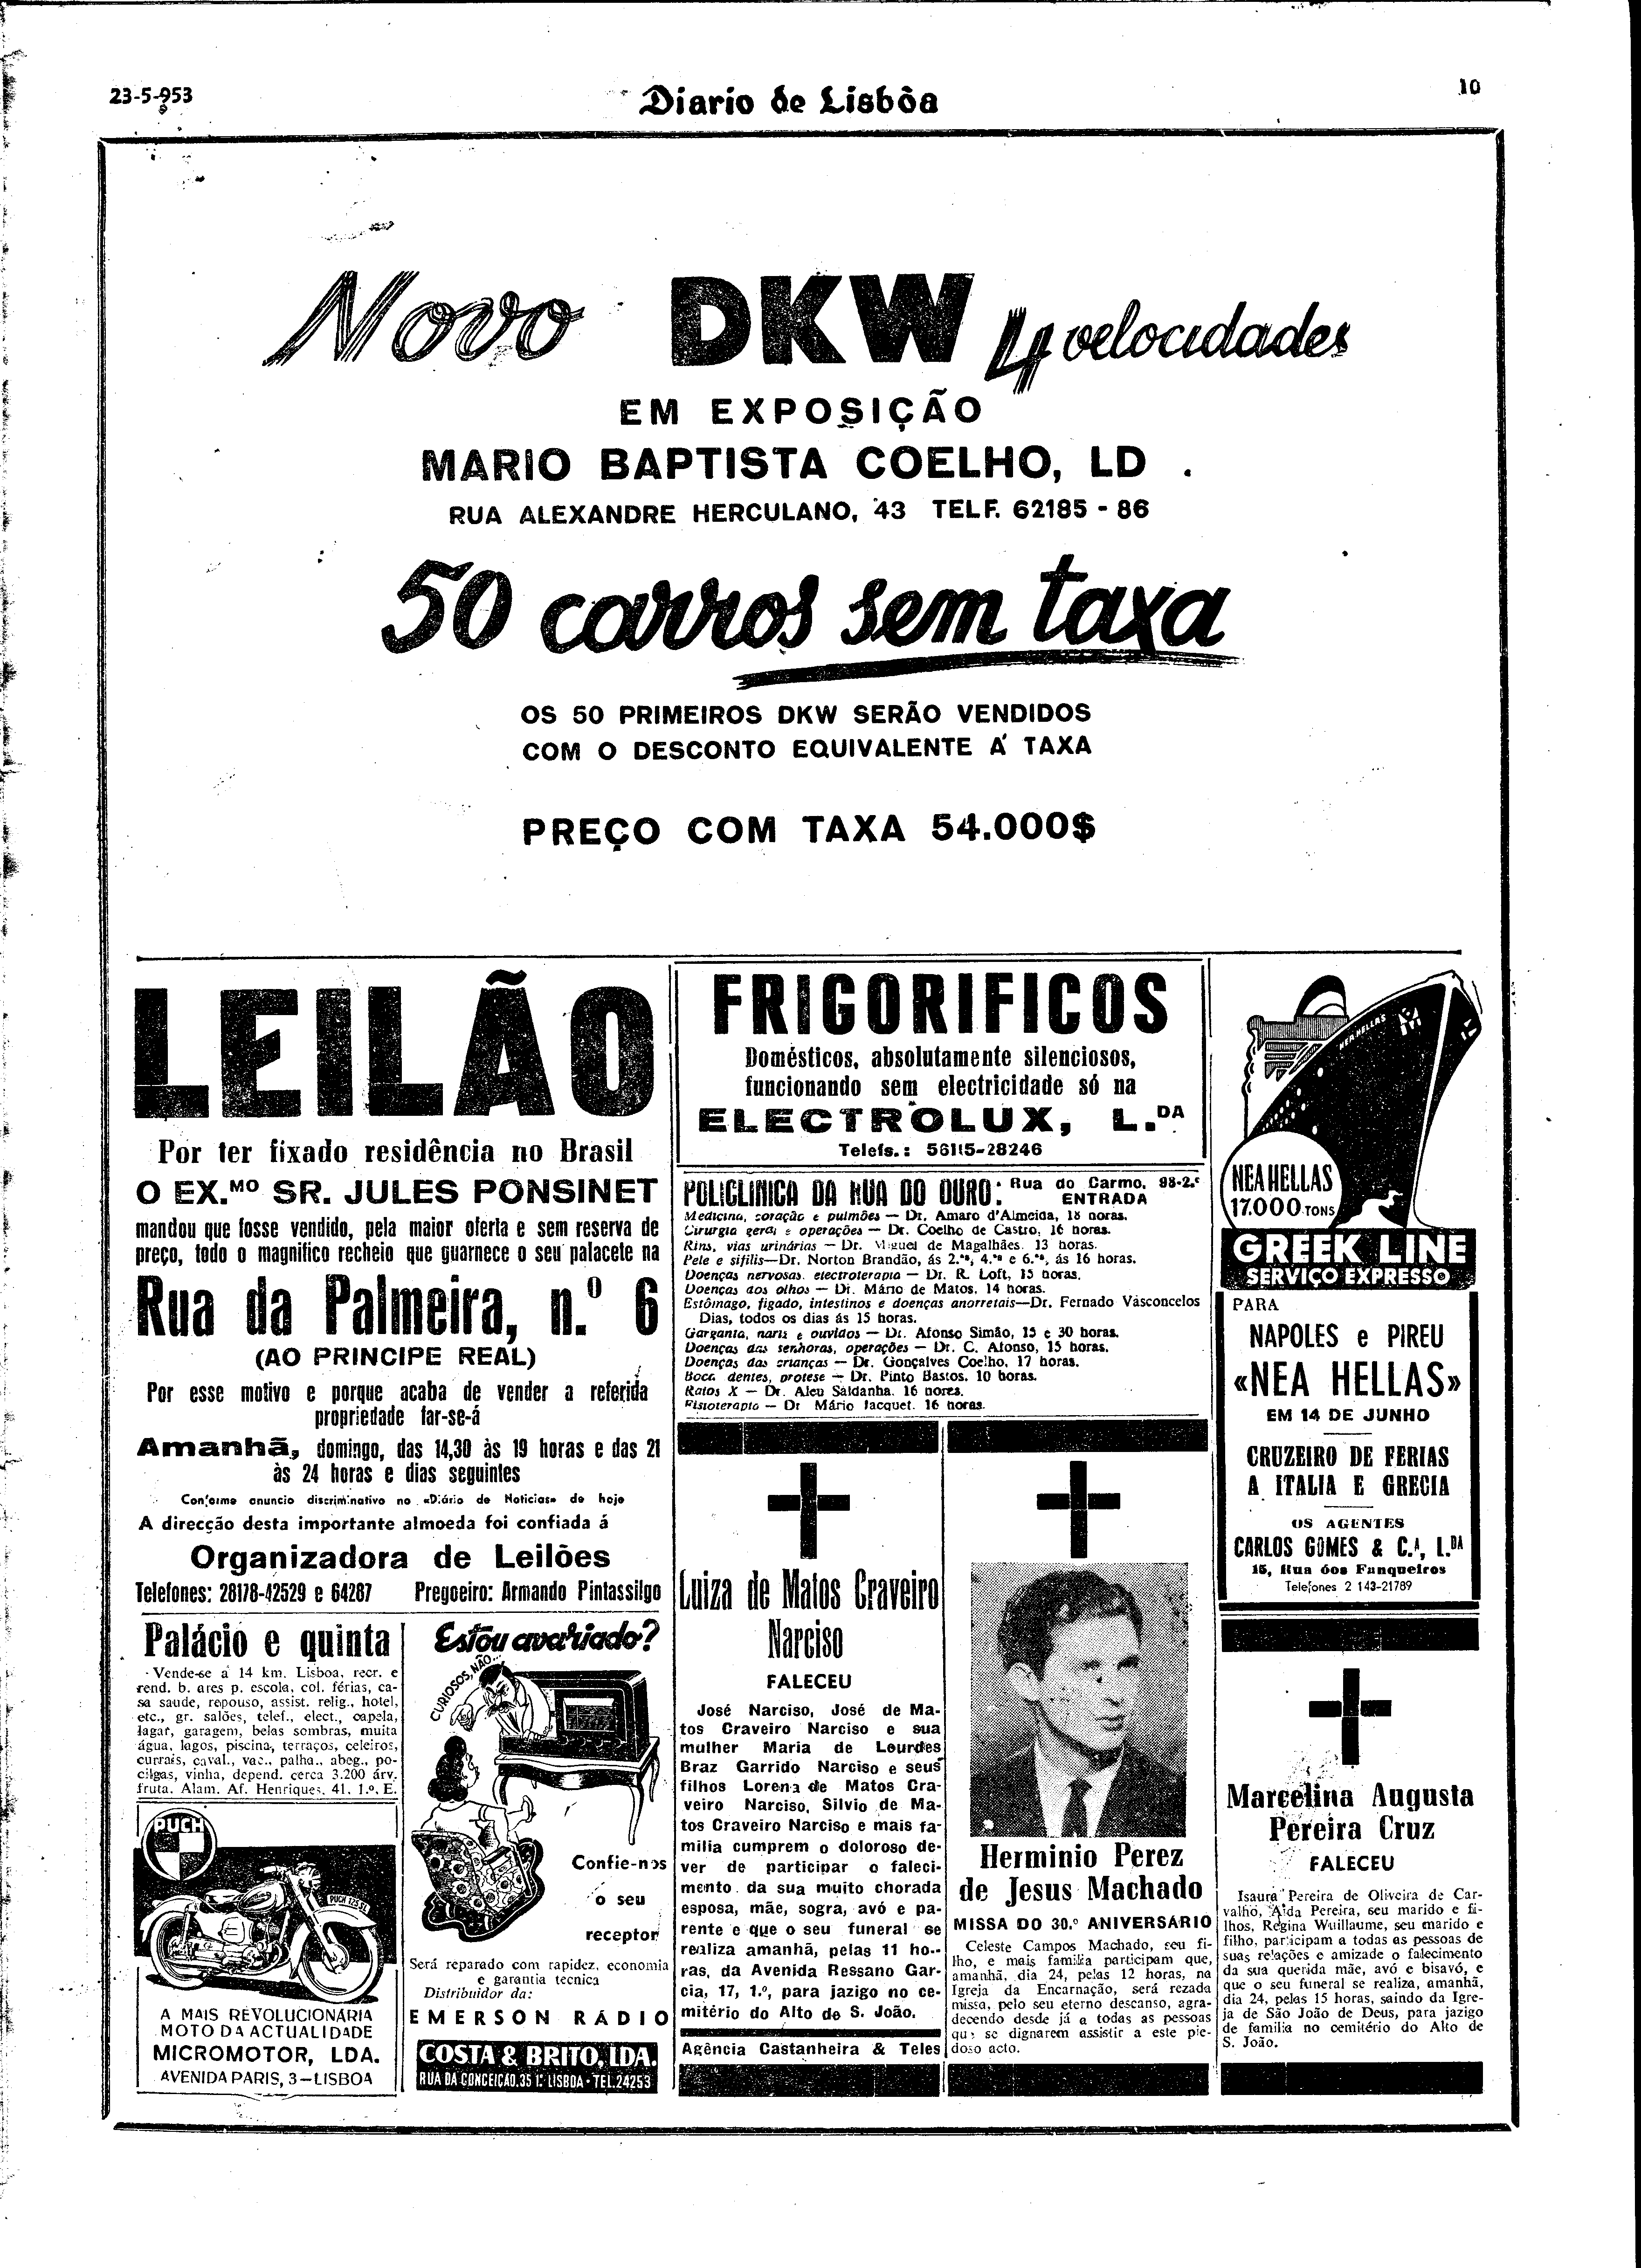 23-5-953
Diario de Lisbôa
10
Novo DKW 4 velocidades
EM EXPOSIÇÃO
MARIO BAPTISTA COELHO, LD.
RUA ALEXANDRE HERCULANO, 43 TELF. 62185 - 86
50 carros sem taxa
OS 50 PRIMEIROS DKW SERÃO VENDIDOS
COM O DESCONTO EQUIVALENTE Á TAXA
PREÇO COM TAXA 54.000$
LEILÃO
Por ter fixado residência no Brasil
O EX.MO SR. JULES PONSINET
mandou que fosse vendido, pela maior oferta e sem reserva de
preço, todo o magnifico recheio que guarnece o seu palacete na
Rua da Palmeira, n.º 6
(AO PRINCIPE REAL)
Por esse motivo e porque acaba de vender a referida
propriedade far-se-á
Amanhã, domingo, das 14,30 às 19 horas e das 21
às 24 horas e dias seguintes
Conforme anuncio discriminativo no «Diário de Noticias» de hoje
A direcção desta importante almoeda foi confiada á
Organizadora de Leilões
Telefones: 28178-42529 e 64287 Pregoeiro: Armando Pintassilgo
Palácio e quinta
Vende-se a 14 km. Lisboa, recr. e
rend. b. ares p. escola, col. férias, ca-
sa saude, repouso, assist. relig., hotel,
etc., gr. salões, telef., elect., capela,
lagar, garagem, belas sombras, muita
água, lagos, piscina, terraços, celeiros,
currais, caval., vac., palha., abeg., po-
cilgas, vinha, depend. cerca 3.200 árv.
fruta. Alam. Af. Henriques, 41, 1.º, E.
PUCH
PUCH 125 SL
A MAIS REVOLUCIONÁRIA
MOTO DA ACTUALIDADE
MICROMOTOR, LDA.
AVENIDA PARIS, 3—LISBOA
Estou avariado?
CURIOSOS, NÃO...
Confie-nos
o seu
receptor
Será reparado com rapidez, economia
e garantia tecnica
Distribuidor da:
EMERSON RÁDIO
COSTA & BRITO, LDA.
RUA DA CONCEIÇÃO, 35 1.º LISBOA • TEL. 24253
FRIGORIFICOS
Domésticos, absolutamente silenciosos,
funcionando sem electricidade só na
ELECTROLUX, L.DA
Telefs.: 56115-28246
POLICLINICA DA RUA DO OURO: Rua do Carmo, 98-2.º
ENTRADA
Medicina, coração e pulmões — Dr. Amaro d'Almeida, 18 horas.
Cirurgia geral e operações — Dr. Coelho de Castro, 16 horas.
Rins, vias urinárias — Dr. Miguel de Magalhães, 13 horas.
Pele e sifilis—Dr. Norton Brandão, ás 2.as, 4.as e 6.as, ás 16 horas.
Doenças nervosas, electroterapia — Dr. R. Loft, 15 horas.
Doenças dos olhos — Dr. Mário de Matos, 14 horas.
Estômago, figado, intestinos e doenças anorretais—Dr. Fernado Vasconcelos
Dias, todos os dias ás 15 horas.
Garganta, nariz e ouvidos — Dr. Afonso Simão, 15 e 30 horas.
Doenças das senhoras, operações — Dr. C. Afonso, 15 horas.
Doenças das crianças — Dr. Gonçalves Coelho, 17 horas.
Boca, dentes, protese — Dr. Pinto Bastos, 10 horas.
Raios X — Dr. Aleu Saldanha, 16 horas.
Fisioterapia — Dr Mário Jacquet. 16 horas.
Luiza de Matos Craveiro
Narciso
FALECEU
José Narciso, José de Ma-
tos Craveiro Narciso e sua
mulher Maria de Lourdes
Braz Garrido Narciso e seus
filhos Lorena de Matos Cra-
veiro Narciso, Silvio de Ma-
tos Craveiro Narciso e mais fa-
milia cumprem o doloroso de-
ver de participar o faleci-
mento da sua muito chorada
esposa, mãe, sogra, avó e pa-
rente e que o seu funeral se
realiza amanhã, pelas 11 ho-
ras, da Avenida Ressano Gar-
cia, 17, 1.º, para jazigo no ce-
mitério do Alto de S. João.
Agência Castanheira & Teles
Herminio Perez
de Jesus Machado
MISSA DO 30.º ANIVERSÁRIO
Celeste Campos Machado, seu fi-
lho, e mais familia participam que,
amanhã, dia 24, pelas 12 horas, na
Igreja da Encarnação, será rezada
missa, pelo seu eterno descanso, agra-
decendo desde já a todas as pessoas
que se dignarem assistir a este pie-
doso acto.
NEA HELLAS
NEA HELLAS
17.000 TONS
GREEK LINE
SERVIÇO EXPRESSO
PARA
NAPOLES e PIREU
«NEA HELLAS»
EM 14 DE JUNHO
CRUZEIRO DE FERIAS
A ITALIA E GRECIA
OS AGENTES
CARLOS GOMES & C.A, L.DA
15, Rua dos Fanqueiros
Telefones 2 143-21789
Marcelina Augusta
Pereira Cruz
FALECEU
Isaura Pereira de Oliveira de Car-
valho, Alda Pereira, seu marido e fi-
lhos, Regina Wuillaume, seu marido e
filho, participam a todas as pessoas de
suas relações e amizade o falecimento
da sua querida mãe, avó e bisavó, e
que o seu funeral se realiza, amanhã,
dia 24, pelas 15 horas, saindo da Igre-
ja de São João de Deus, para jazigo
de familia no cemitério do Alto de
S. João.